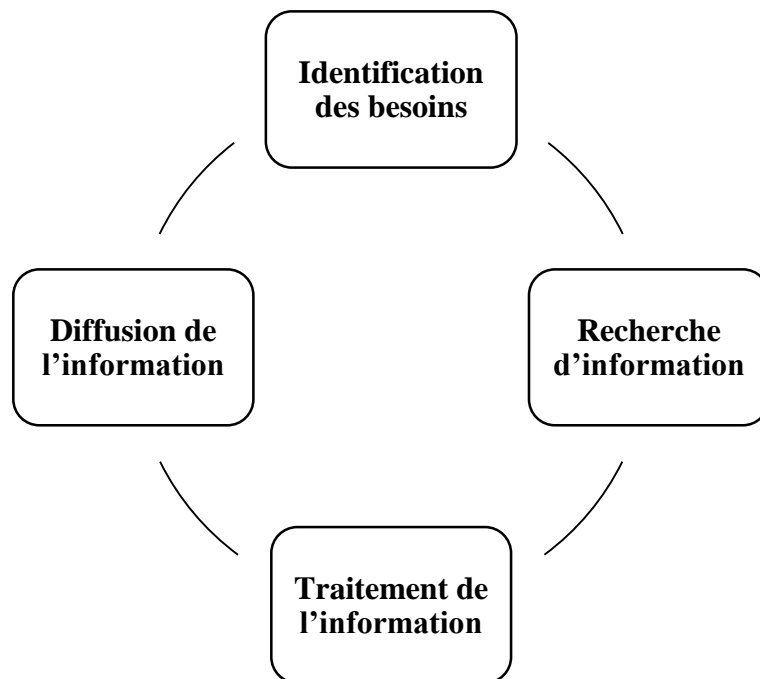 Identification
des besoins
Recherche
d’information
Traitement de
l’information
Diffusion de
l’information